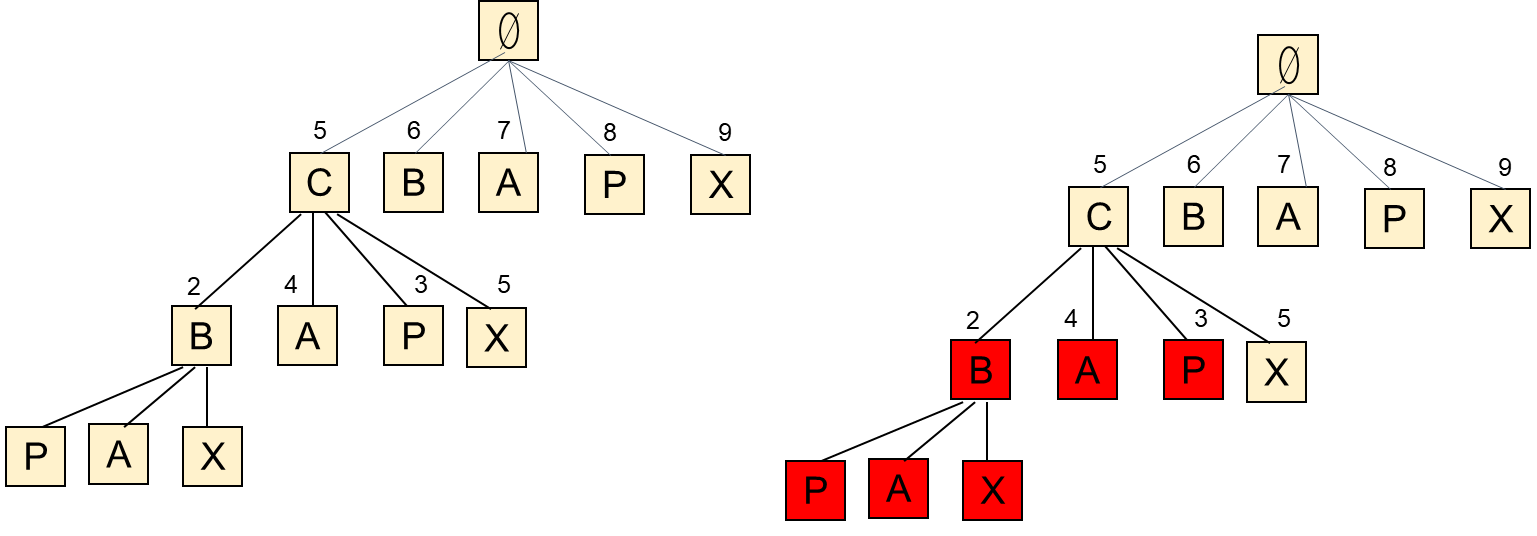 ∅
5 6 7 8 9
C B A P X
2 4 3 5
B A P X
P A X
∅
5 6 7 8 9
C B A P X
2 4 3 5
B A P X
P A X